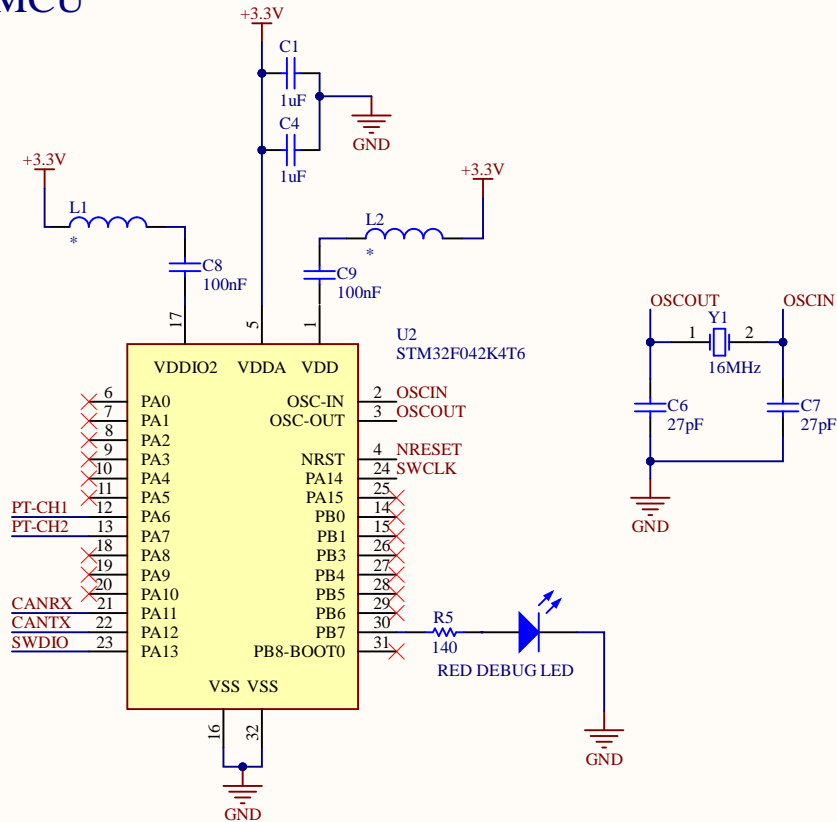 MCU
+3.3V
C1
1uF
C4
1uF
GND
+3.3V
L1
*
C8
100nF
+3.3V
L2
*
C9
100nF
17
5
1
U2
STM32F042K4T6
VDDIO2 VDDA VDD
6 PA0
7 PA1
8 PA2
9 PA3
10 PA4
11 PA5
PT-CH1 12 PA6
PT-CH2 13 PA7
18 PA8
19 PA9
20 PA10
CANRX 21 PA11
CANTX 22 PA12
SWDIO 23 PA13
OSC-IN 2 OSCIN
OSC-OUT 3 OSCOUT
NRST 4 NRESET
PA14 24 SWCLK
PA15 25
PB0 14
PB1 15
PB3 26
PB4 27
PB5 28
PB6 29
PB7 30
PB8-BOOT0 31
VSS VSS
16
32
GND
R5
140
RED DEBUG LED
GND
OSCOUT
OSCIN
Y1
1
2
16MHz
C6
27pF
C7
27pF
GND